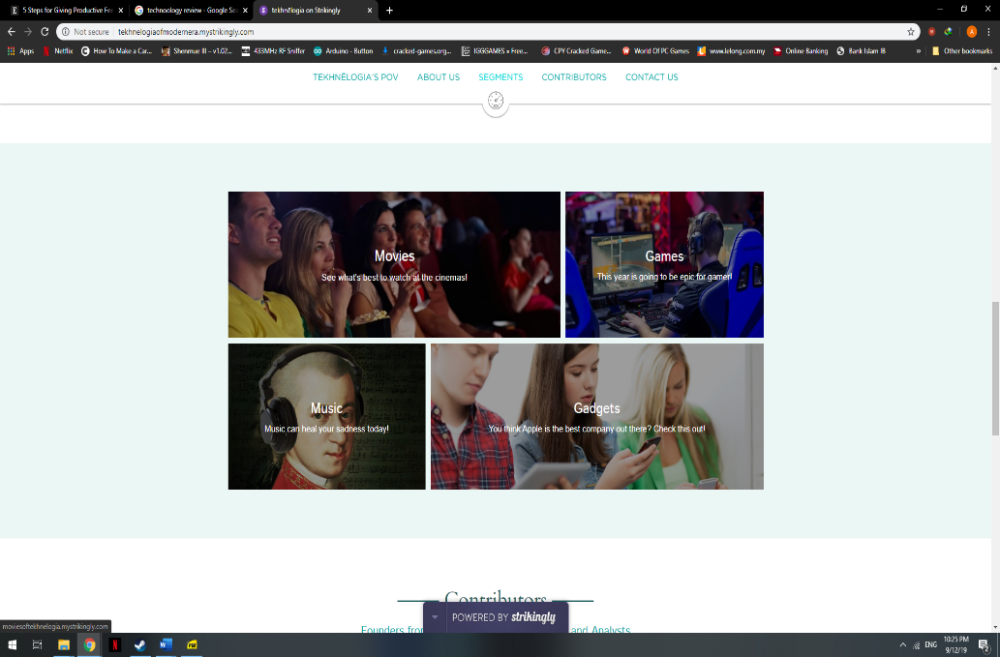 5 Steps for Giving Productive Fee
technoology review - Google Sea
tekhnēlogia on Strikingly
Not secure | tekhnelogiaofmodernera.mystrikingly.com
Apps
Netflix
How To Make a Car...
Shenmue III – v1.02...
433MHz RF Sniffer
Arduino - Button
cracked-games.org...
IGGGAMES » Free...
CPY Cracked Game...
World Of PC Games
www.lelong.com.my
Online Banking
Bank Islam IB
»
Other bookmarks
TEKHNĒLOGIA'S POV
ABOUT US
SEGMENTS
CONTRIBUTORS
CONTACT US
Movies
See what's best to watch at the cinemas!
Games
This year is going to be epic for gamer!
Music
Music can heal your sadness today!
Gadgets
You think Apple is the best company out there? Check this out!
Contributors
Founders from
and Analysts
POWERED BY strikingly
moviesoftekhnelogia.mystrikingly.com
ENG
10:25 PM
9/12/19
2